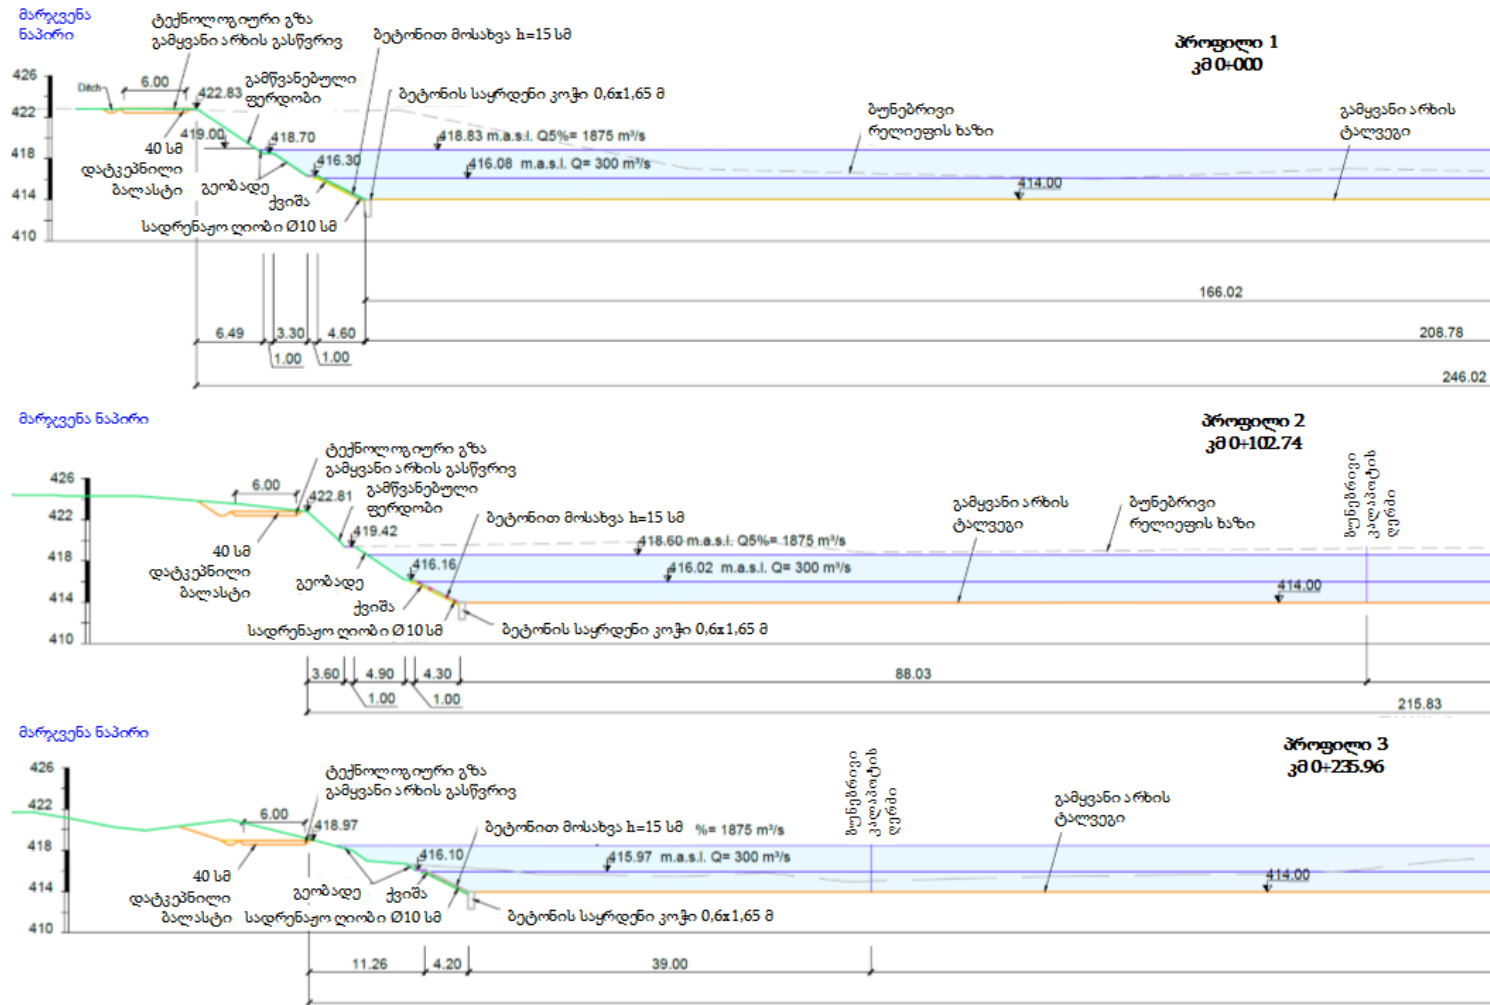 მარჯვენა
ნაპირი
ტექნოლოგიური გზა
გამყვანი არხის გასწვრივ
ბეტონით მოსახვა h=15 სმ
პროფილი 1
კმ 0+000
426
422
418
414
410
Ditch
6.00
422.83
გამწვანებული
ფერდობი
ბეტონის საყრდენი კოჭი 0,6x1,65 მ
ბუნებრივი
რელიეფის ხაზი
გამყვანი არხის
ტალვეგი
419.00
418.70
418.83 m.a.s.l. Q5%= 1875 m³/s
416.30
416.08 m.a.s.l. Q= 300 m³/s
414.00
40 სმ
დატკეპნილი
ბალასტი
გეობადე
ქვიშა
სადრენაჟო ღიობი Ø10 სმ
166.02
6.49
3.30
4.60
208.78
1.00
1.00
246.02
მარჯვენა ნაპირი
პროფილი 2
კმ 0+102.74
ტექნოლოგიური გზა
გამყვანი არხის გასწვრივ
426
422
418
414
410
6.00
422.81
გამწვანებული
ფერდობი
419.42
ბეტონით მოსახვა h=15 სმ
გამყვანი არხის
ტალვეგი
ბუნებრივი
რელიეფის ხაზი
ბუნებრივი
კალაპოტის
ღერძი
418.60 m.a.s.l. Q5%= 1875 m³/s
416.16
416.02 m.a.s.l. Q= 300 m³/s
414.00
40 სმ
დატკეპნილი
ბალასტი
გეობადე
ქვიშა
სადრენაჟო ღიობი Ø10 სმ
ბეტონის საყრდენი კოჭი 0,6x1,65 მ
3.60
4.90
4.30
88.03
1.00
1.00
215.83
მარჯვენა ნაპირი
პროფილი 3
კმ 0+235.96
ტექნოლოგიური გზა
გამყვანი არხის გასწვრივ
426
422
418
414
410
6.00
418.97
ბეტონით მოსახვა h=15 სმ
%= 1875 m³/s
ბუნებრივი
კალაპოტის
ღერძი
გამყვანი არხის
ტალვეგი
416.10
415.97 m.a.s.l. Q= 300 m³/s
414.00
40 სმ
დატკეპნილი
ბალასტი
გეობადე
ქვიშა
სადრენაჟო ღიობი Ø10 სმ
ბეტონის საყრდენი კოჭი 0,6x1,65 მ
11.26
4.20
39.00